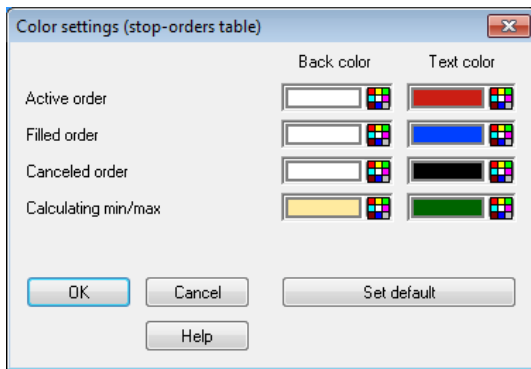 Color settings (stop-orders table)
Back color Text color
Active order
Filled order
Canceled order
Calculating min/max
OK Cancel Set default
Help